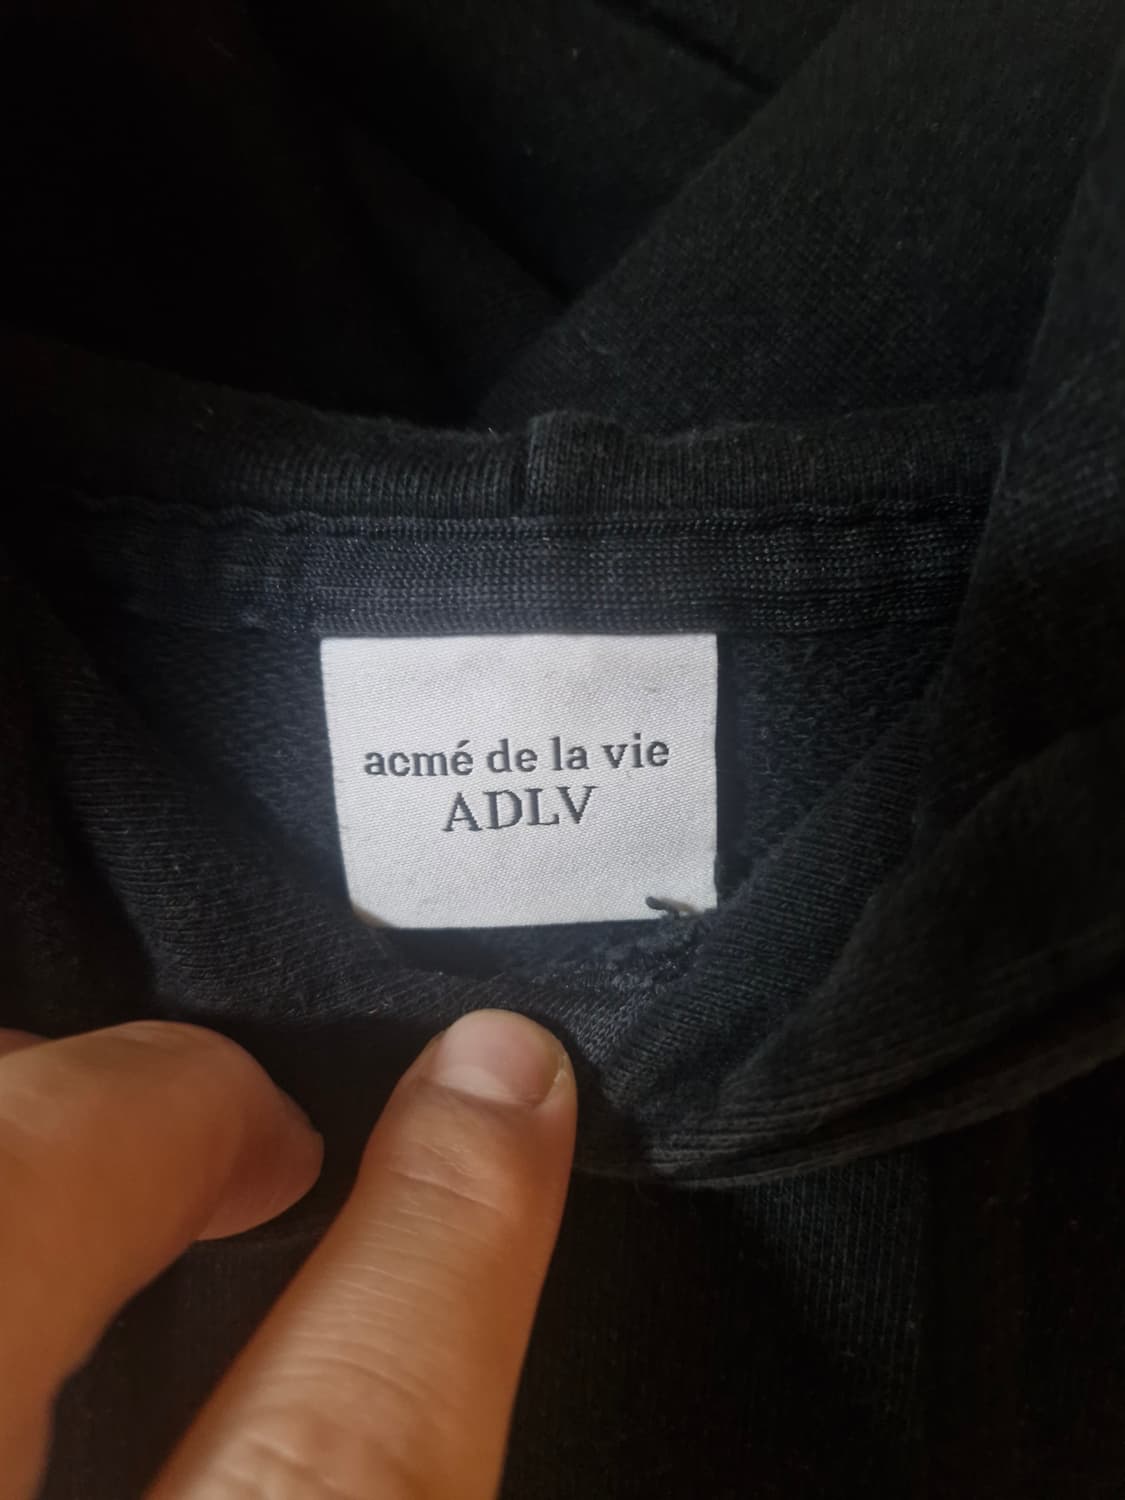 acmé de la vie
ADLV